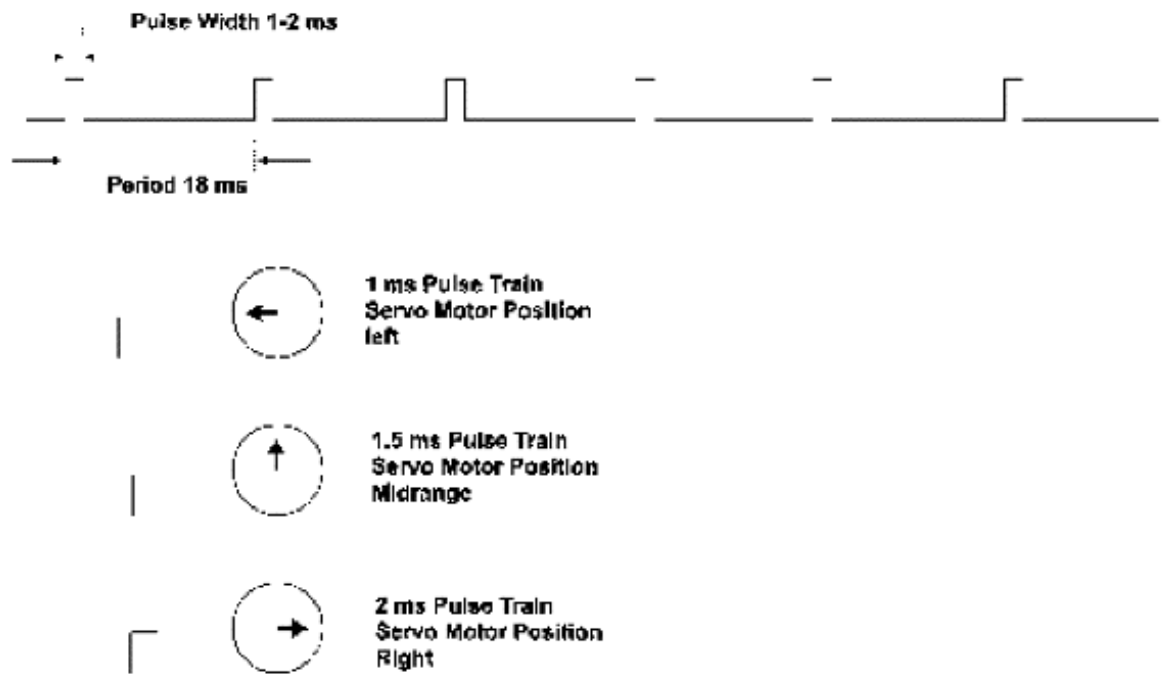 Pulse Width 1-2 ms
Period 18 ms
1 ms Pulse Train
Servo Motor Position
left
1.5 ms Pulse Train
Servo Motor Position
Midrange
2 ms Pulse Train
Servo Motor Position
Right